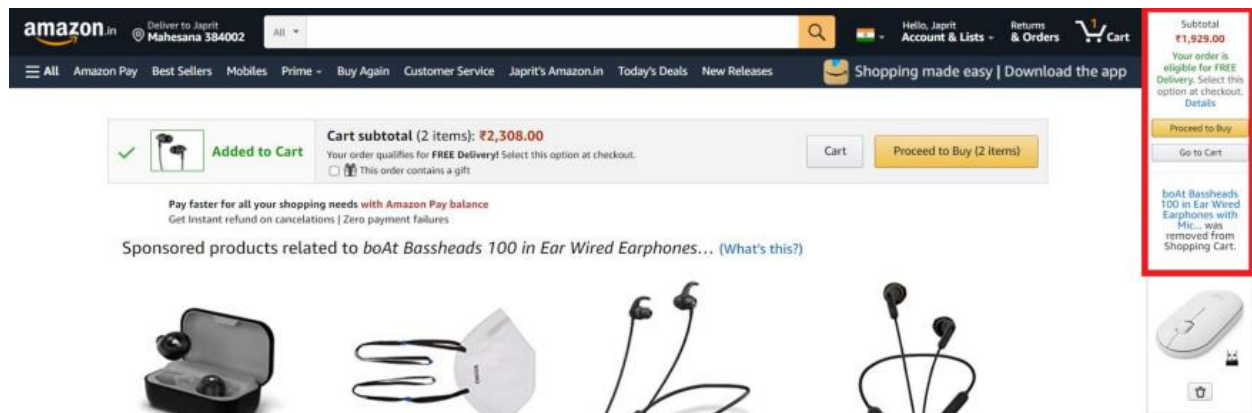 amazon.in
Deliver to Japrit
Mahesana 384002
All
Hello, Japrit
Account & Lists
Returns
& Orders
1
Cart
All Amazon Pay Best Sellers Mobiles Prime Buy Again Customer Service Japrit's Amazon.in Today's Deals New Releases
Shopping made easy | Download the app
Added to Cart
Cart subtotal (2 items): ₹2,308.00
Your order qualifies for FREE Delivery! Select this option at checkout.
This order contains a gift
Cart
Proceed to Buy (2 items)
Pay faster for all your shopping needs with Amazon Pay balance
Get Instant refund on cancelations | Zero payment failures
Sponsored products related to boAt Bassheads 100 in Ear Wired Earphones... (What's this?)
Subtotal
₹1,929.00
Your order is
eligible for FREE
Delivery. Select this
option at checkout.
Details
Proceed to Buy
Go to Cart
boAt Bassheads
100 in Ear Wired
Earphones with
Mic... was
removed from
Shopping Cart.